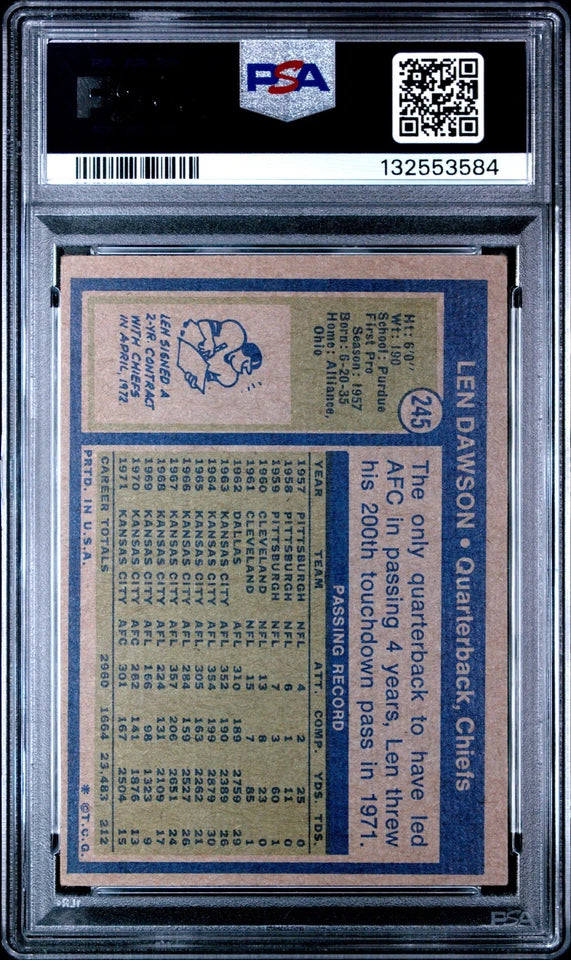 PSA
132553584
LEN DAWSON • Quarterback, Chiefs
245
Ht: 6'0"
Wt: 190
School: Purdue
First Pro
Season: 1957
Born: 6-20-35
Home: Alliance,
Ohio
LEN SIGNED A
2-YR. CONTRACT
WITH CHIEFS
IN APRIL, 1972.
The only quarterback to have led
AFC in passing 4 years, Len threw
his 200th touchdown pass in 1971.
PASSING RECORD
YEAR TEAM ATT. COMP. YDS. TDS.
1957 PITTSBURGH NFL 4 2 25 0
1958 PITTSBURGH NFL 6 1 11 0
1959 PITTSBURGH NFL 7 3 60 1
1960 CLEVELAND NFL 13 8 23 0
1961 CLEVELAND NFL 15 7 85 1
1962 DALLAS AFL 310 189 2759 29
1963 KANSAS CITY AFL 352 190 2389 26
1964 KANSAS CITY AFL 354 199 2879 30
1965 KANSAS CITY AFL 305 163 2262 21
1966 KANSAS CITY AFL 284 159 2527 26
1967 KANSAS CITY AFL 357 206 2651 24
1968 KANSAS CITY AFL 224 131 2109 17
1969 KANSAS CITY AFL 166 98 1323 9
1970 KANSAS CITY AFC 262 141 1876 13
1971 KANSAS CITY AFC 301 167 2504 15
CAREER TOTALS 2960 1664 23,483 212
PRTD. IN U.S.A. * © T.C.G.
PSA